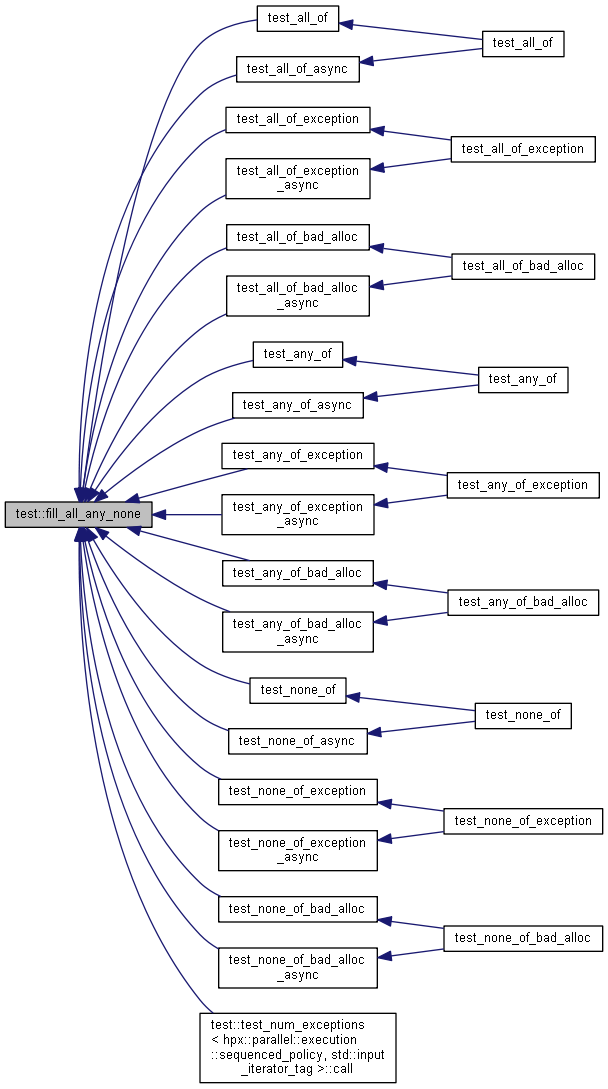 test_all_of
test_all_of
test_all_of_async
test_all_of_exception
test_all_of_exception
test_all_of_exception
_async
test_all_of_bad_alloc
test_all_of_bad_alloc
test_all_of_bad_alloc
_async
test_any_of
test_any_of
test_any_of_async
test_any_of_exception
test_any_of_exception
test_any_of_exception
_async
test::fill_all_any_none
test_any_of_bad_alloc
test_any_of_bad_alloc
test_any_of_bad_alloc
_async
test_none_of
test_none_of
test_none_of_async
test_none_of_exception
test_none_of_exception
test_none_of_exception
_async
test_none_of_bad_alloc
test_none_of_bad_alloc
test_none_of_bad_alloc
_async
test::test_num_exceptions
< hpx::parallel::execution
::sequenced_policy, std::input
_iterator_tag >::call